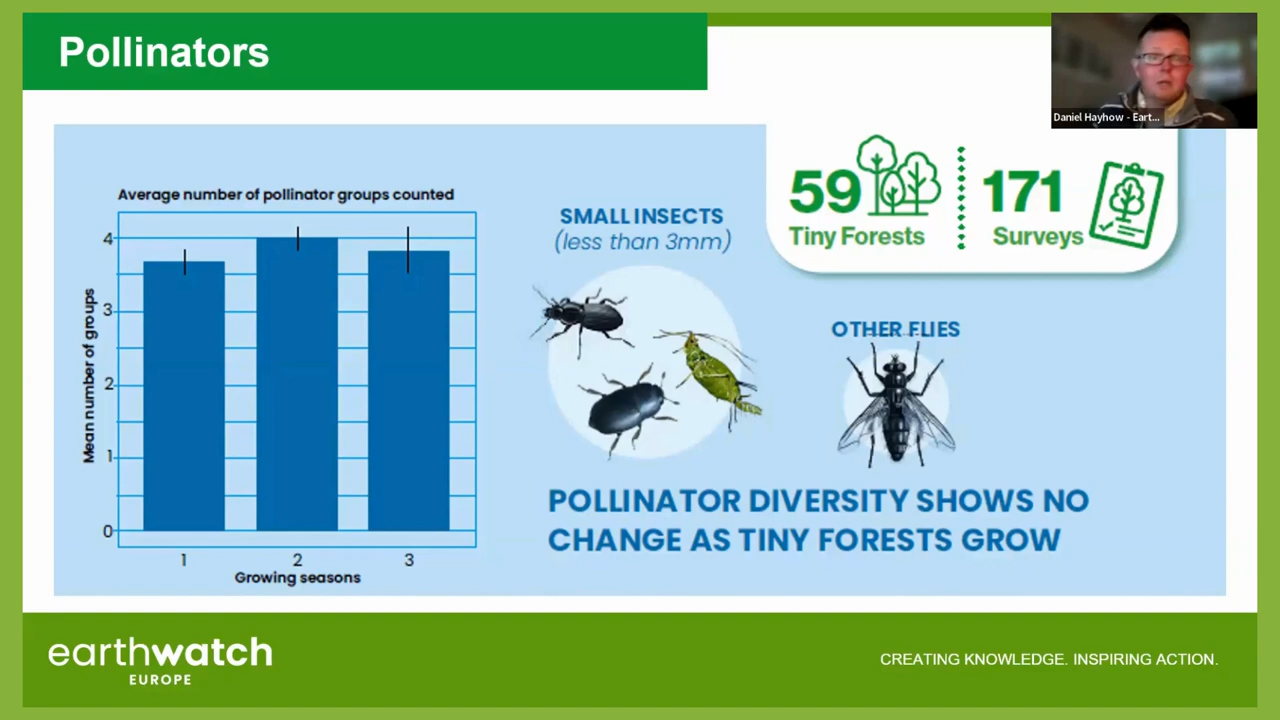 Pollinators
Daniel Hayhow - Eart...
59
Tiny Forests
171
Surveys
Average number of pollinator groups counted
Mean number of groups
4
3
2
1
0
1 2 3
Growing seasons
SMALL INSECTS
(less than 3mm)
OTHER FLIES
POLLINATOR DIVERSITY SHOWS NO
CHANGE AS TINY FORESTS GROW
earthwatch
EUROPE
CREATING KNOWLEDGE. INSPIRING ACTION.